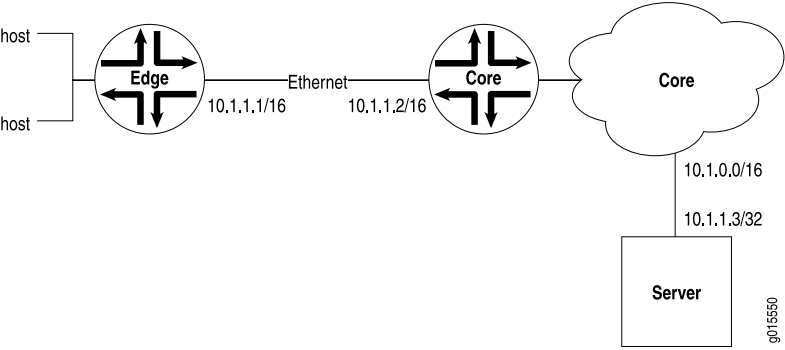 host
Edge
Ethernet
Core
Core
10.1.1.1/16
10.1.1.2/16
host
10.1.0.0/16
10.1.1.3/32
Server
g015550